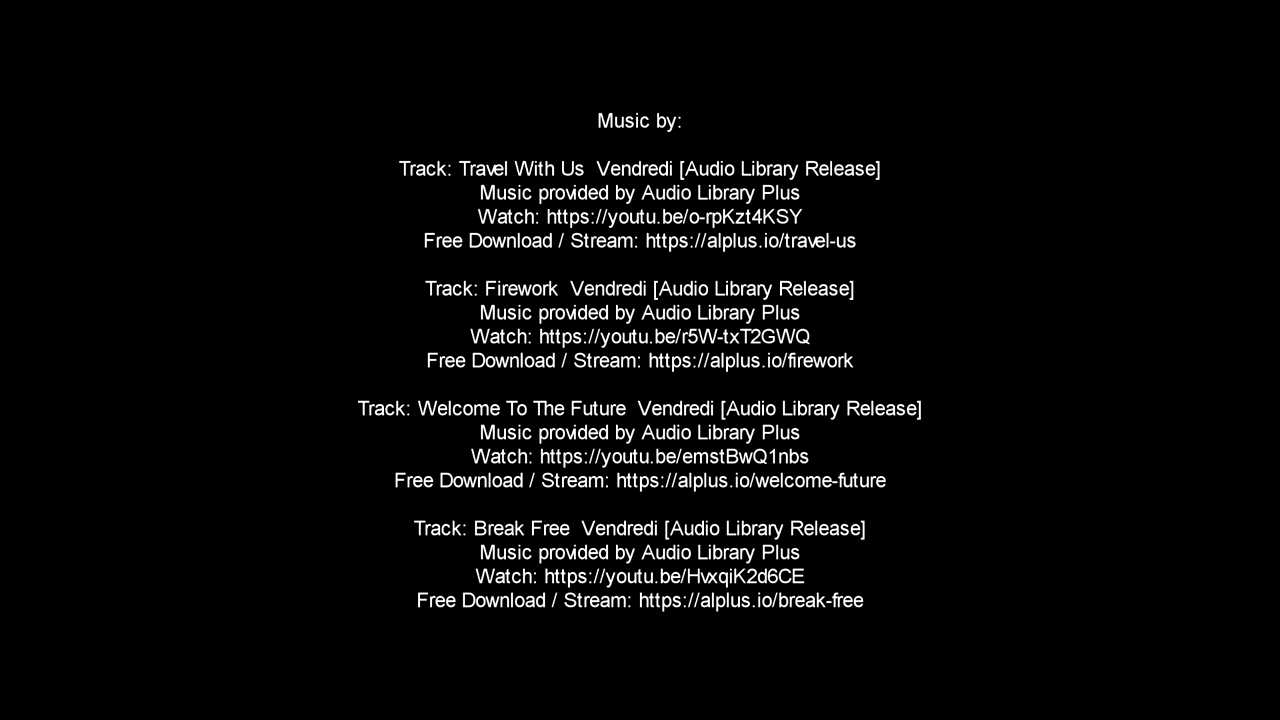 Music by:
Track: Travel With Us  Vendredi [Audio Library Release]
Music provided by Audio Library Plus
Watch: https://youtu.be/o-rpKzt4KSY
Free Download / Stream: https://alplus.io/travel-us
Track: Firework  Vendredi [Audio Library Release]
Music provided by Audio Library Plus
Watch: https://youtu.be/r5W-txT2GWQ
Free Download / Stream: https://alplus.io/firework
Track: Welcome To The Future  Vendredi [Audio Library Release]
Music provided by Audio Library Plus
Watch: https://youtu.be/emstBwQ1nbs
Free Download / Stream: https://alplus.io/welcome-future
Track: Break Free  Vendredi [Audio Library Release]
Music provided by Audio Library Plus
Watch: https://youtu.be/HvxqiK2d6CE
Free Download / Stream: https://alplus.io/break-free